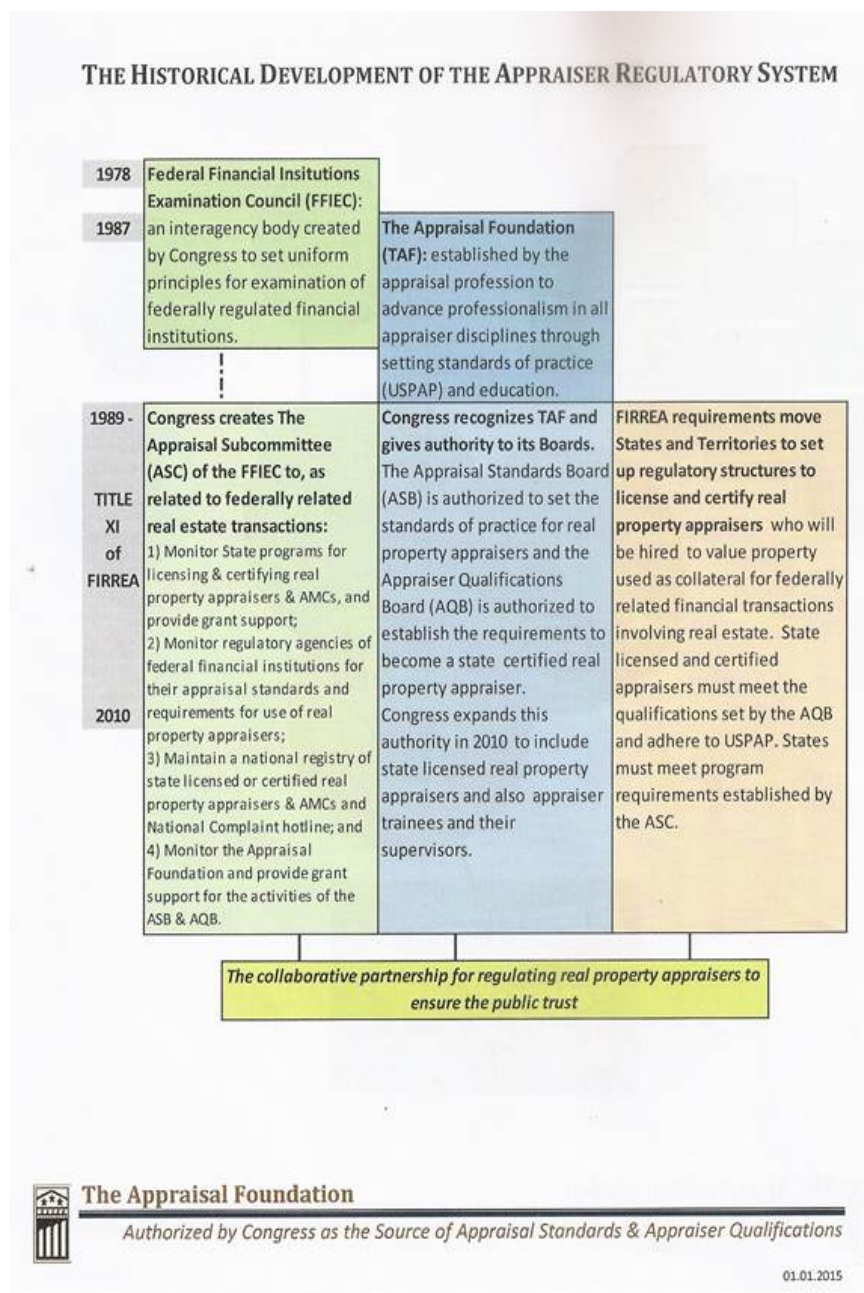 THE HISTORICAL DEVELOPMENT OF THE APPRAISER REGULATORY SYSTEM
1978
Federal Financial Insitutions
Examination Council (FFIEC):
an interagency body created
by Congress to set uniform
principles for examination of
federally regulated financial
institutions.
1987
The Appraisal Foundation
(TAF): established by the
appraisal profession to
advance professionalism in all
appraiser disciplines through
setting standards of practice
(USPAP) and education.
1989 -
TITLE
XI
of
FIRREA
2010
Congress creates The
Appraisal Subcommittee
(ASC) of the FFIEC to, as
related to federally related
real estate transactions:
1) Monitor State programs for
licensing & certifying real
property appraisers & AMCs, and
provide grant support;
2) Monitor regulatory agencies of
federal financial institutions for
their appraisal standards and
requirements for use of real
property appraisers;
3) Maintain a national registry of
state licensed or certified real
property appraisers & AMCs and
National Complaint hotline; and
4) Monitor the Appraisal
Foundation and provide grant
support for the activities of the
ASB & AQB.
Congress recognizes TAF and
gives authority to its Boards.
The Appraisal Standards Board
(ASB) is authorized to set the
standards of practice for real
property appraisers and the
Appraiser Qualifications
Board (AQB) is authorized to
establish the requirements to
become a state certified real
property appraiser.
Congress expands this
authority in 2010 to include
state licensed real property
appraisers and also appraiser
trainees and their
supervisors.
FIRREA requirements move
States and Territories to set
up regulatory structures to
license and certify real
property appraisers who will
be hired to value property
used as collateral for federally
related financial transactions
involving real estate. State
licensed and certified
appraisers must meet the
qualifications set by the AQB
and adhere to USPAP. States
must meet program
requirements established by
the ASC.
The collaborative partnership for regulating real property appraisers to
ensure the public trust
The Appraisal Foundation
Authorized by Congress as the Source of Appraisal Standards & Appraiser Qualifications
01.01.2015